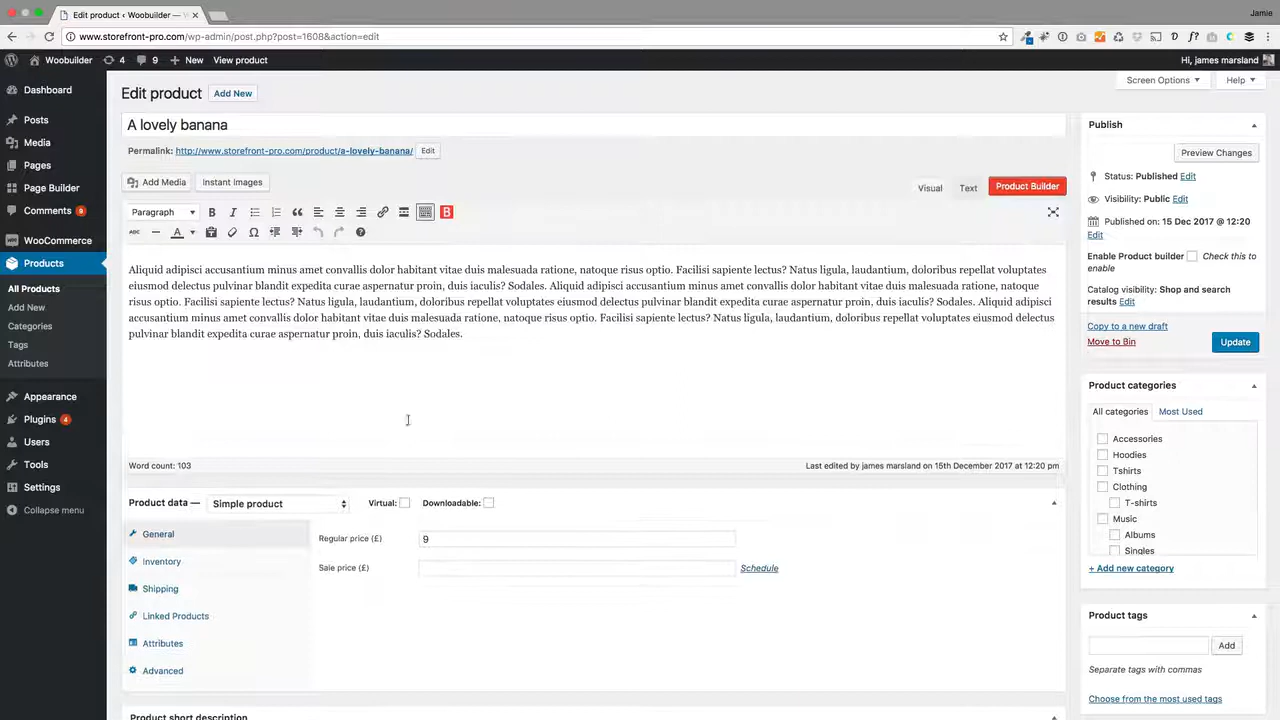 Edit product ‹ Woobuilder —
Jamie
www.storefront-pro.com/wp-admin/post.php?post=1608&action=edit
Woobuilder 4 9 New View product Hi, james marsland
Dashboard
Posts
Media
Pages
Page Builder
Comments 9
WooCommerce
Products
All Products
Add New
Categories
Tags
Attributes
Appearance
Plugins 4
Users
Tools
Settings
Collapse menu
Screen Options Help
Edit product Add New
A lovely banana
Permalink: http://www.storefront-pro.com/product/a-lovely-banana/ Edit
Add Media Instant Images Visual Text Product Builder
Paragraph B I B
ABC A Ω
Aliquid adipisci accusantium minus amet convallis dolor habitant vitae duis malesuada ratione, natoque risus optio. Facilisi sapiente lectus? Natus ligula, laudantium, doloribus repellat voluptates
eiusmod delectus pulvinar blandit expedita curae aspernatur proin, duis iaculis? Sodales. Aliquid adipisci accusantium minus amet convallis dolor habitant vitae duis malesuada ratione, natoque
risus optio. Facilisi sapiente lectus? Natus ligula, laudantium, doloribus repellat voluptates eiusmod delectus pulvinar blandit expedita curae aspernatur proin, duis iaculis? Sodales. Aliquid adipisci
accusantium minus amet convallis dolor habitant vitae duis malesuada ratione, natoque risus optio. Facilisi sapiente lectus? Natus ligula, laudantium, doloribus repellat voluptates eiusmod delectus
pulvinar blandit expedita curae aspernatur proin, duis iaculis? Sodales.
Word count: 103 Last edited by james marsland on 15th December 2017 at 12:20 pm
Product data — Simple product Virtual: Downloadable:
General
Inventory
Shipping
Linked Products
Attributes
Advanced
Regular price (£) 9
Sale price (£) Schedule
Product short description
Publish
Preview Changes
Status: Published Edit
Visibility: Public Edit
Published on: 15 Dec 2017 @ 12:20
Edit
Enable Product builder Check this to
enable
Catalog visibility: Shop and search
results Edit
Copy to a new draft
Move to Bin Update
Product categories
All categories Most Used
Accessories
Hoodies
Tshirts
Clothing
T-shirts
Music
Albums
Singles
+ Add new category
Product tags
Add
Separate tags with commas
Choose from the most used tags